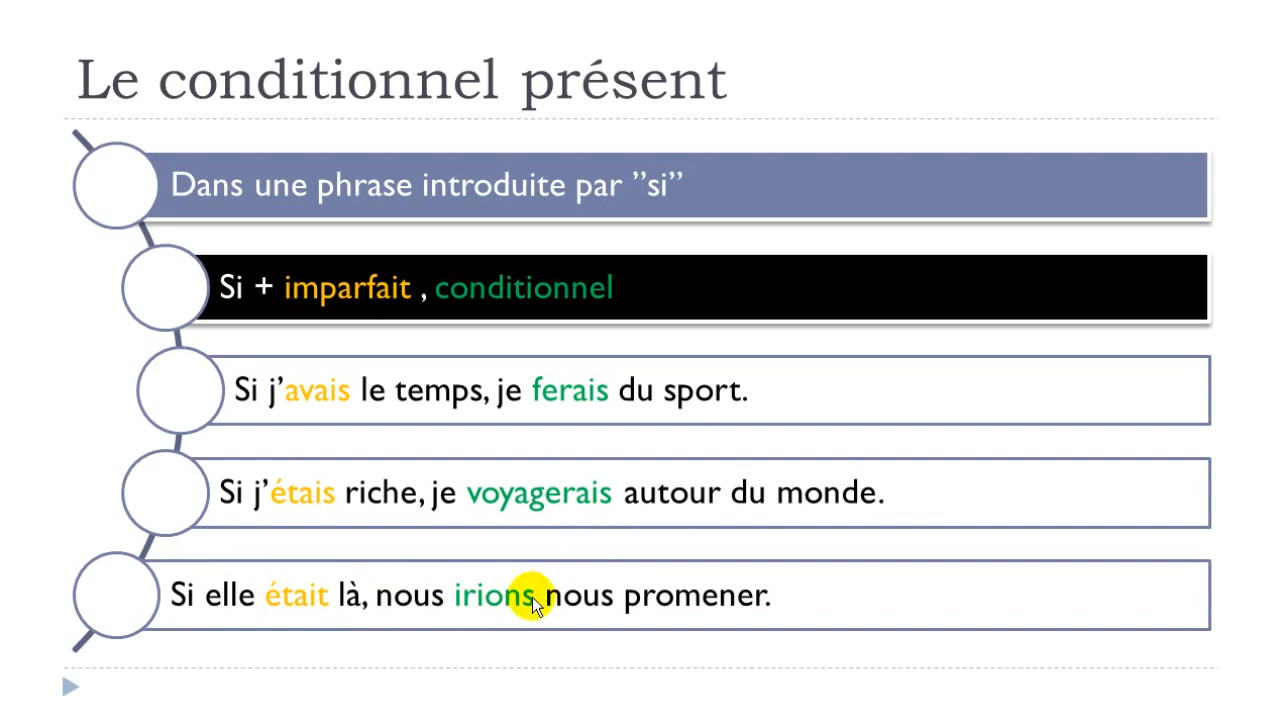 Le conditionnel présent
Dans une phrase introduite par ”si”
Si + imparfait , conditionnel
Si j’avais le temps, je ferais du sport.
Si j’étais riche, je voyagerais autour du monde.
Si elle était là, nous irions nous promener.